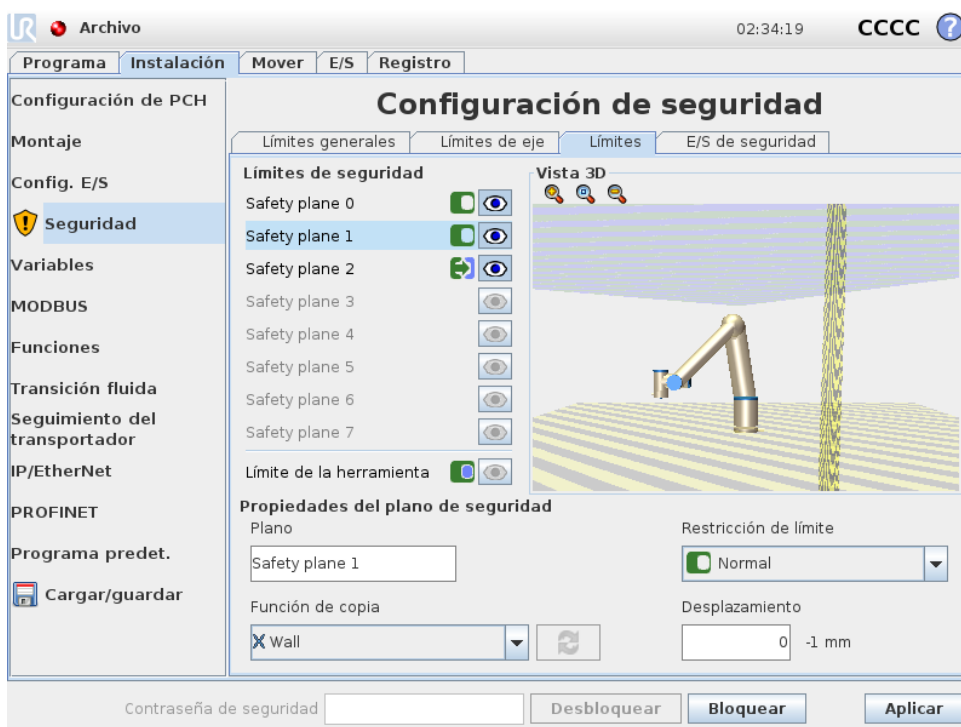 UR Archivo 02:34:19 CCCC ?
Programa Instalación Mover E/S Registro
Configuración de PCH
Montaje
Config. E/S
Seguridad
Variables
MODBUS
Funciones
Transición fluida
Seguimiento del
transportador
IP/EtherNet
PROFINET
Programa predet.
Cargar/guardar
Configuración de seguridad
Límites generales Límites de eje Límites E/S de seguridad
Límites de seguridad
Safety plane 0
Safety plane 1
Safety plane 2
Safety plane 3
Safety plane 4
Safety plane 5
Safety plane 6
Safety plane 7
Límite de la herramienta
Vista 3D
Propiedades del plano de seguridad
Plano
Safety plane 1
Restricción de límite
Normal
Función de copia
Wall
Desplazamiento
0 -1 mm
Contraseña de seguridad Desbloquear Bloquear Aplicar